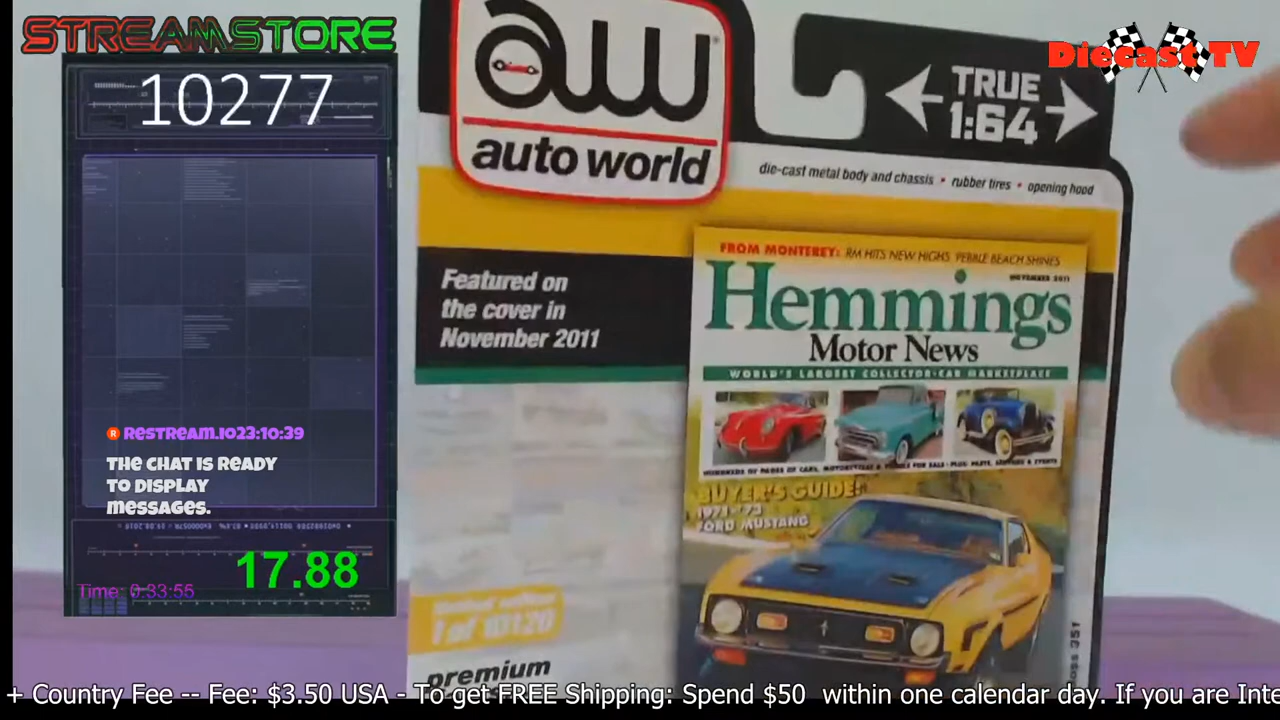 STREAMSTORE
10277
RESTREAM.IO23:10:39
THE CHAT IS READY
TO DISPLAY
MESSAGES.
17.88
Time: 0:33:55
Diecast TV
aw
auto world
TRUE
1:64
die-cast metal body and chassis • rubber tires • opening hood
Featured on
the cover in
November 2011
FROM MONTEREY: RM HITS NEW HIGHS PEBBLE BEACH SHINES
NOVEMBER 2011
Hemmings
Motor News
WORLD'S LARGEST COLLECTOR-CAR MARKETPLACE
BUYER'S GUIDE:
1971-'73
FORD MUSTANG
premium
+ Country Fee -- Fee: $3.50 USA - To get FREE Shipping: Spend $50 within one calendar day. If you are Inte